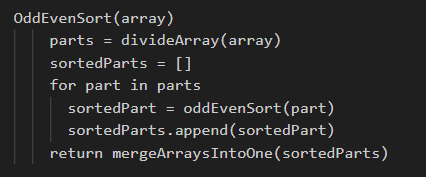 OddEvenSort(array)
parts = divideArray(array)
sortedParts = []
for part in parts
sortedPart = oddEvenSort(part)
sortedParts.append(sortedPart)
return mergeArraysIntoOne(sortedParts)